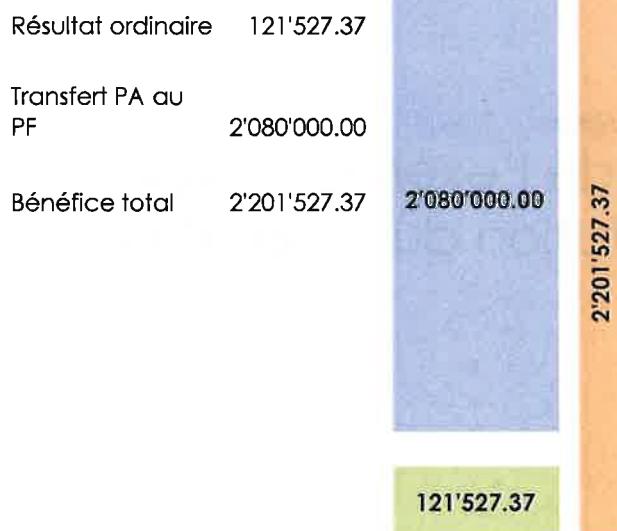 Résultat ordinaire 121'527.37
Transfert PA au
PF 2'080'000.00
Bénéfice total 2'201'527.37
2'080'000.00
2'201'527.37
121'527.37